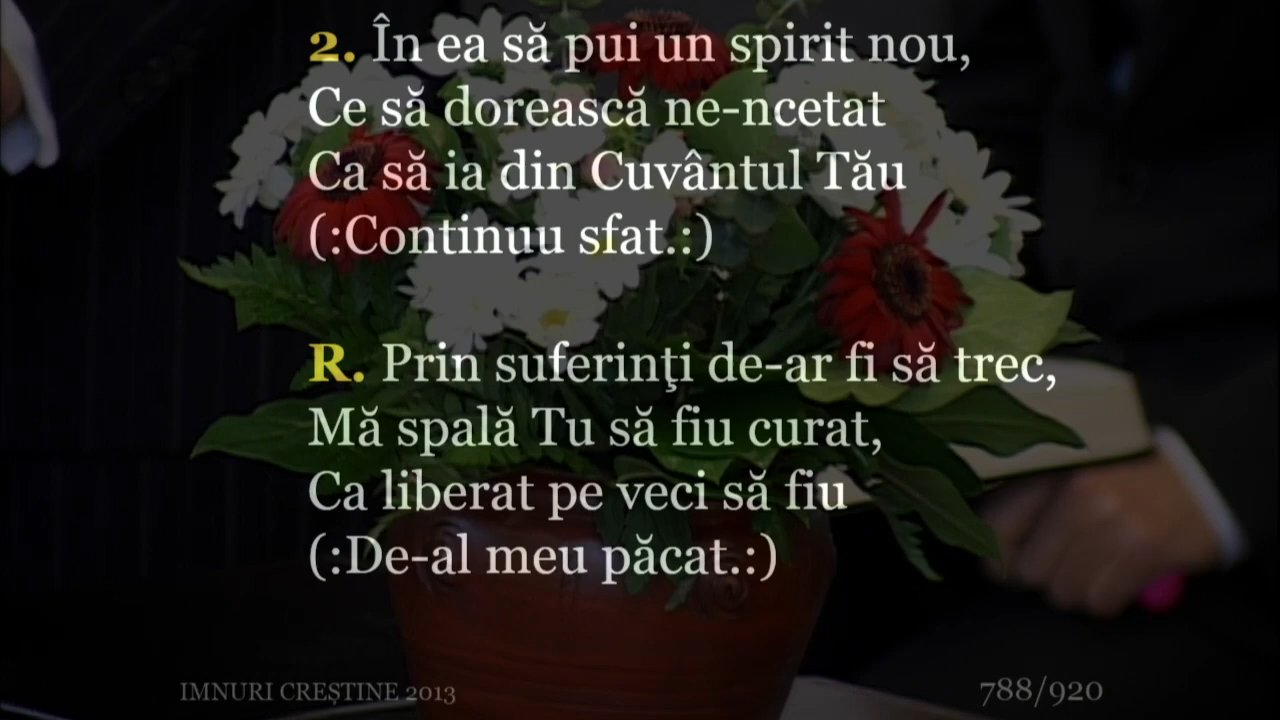 2. În ea să pui un spirit nou,
Ce să dorească ne-ncetat
Ca să ia din Cuvântul Tău
(:Continuu sfat.:)
R. Prin suferinţi de-ar fi să trec,
Mă spală Tu să fiu curat,
Ca liberat pe veci să fiu
(:De-al meu păcat.:)
IMNURI CREȘTINE 2013
788/920